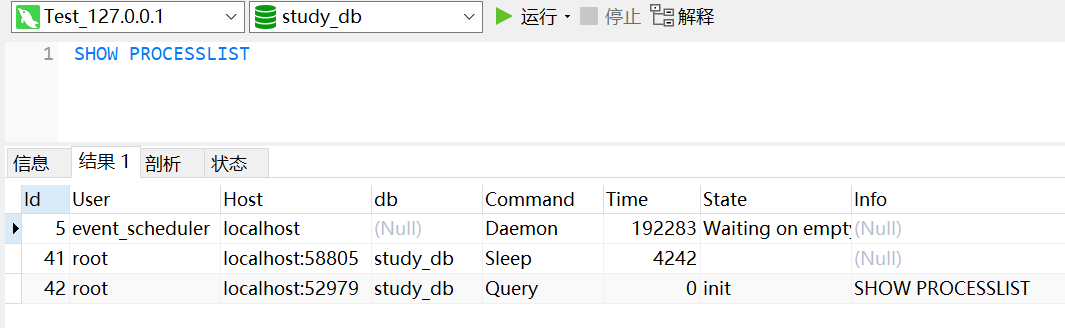 Test_127.0.0.1 study_db 运行 停止 解释
1 SHOW PROCESSLIST
信息 结果 1 剖析 状态
Id User Host db Command Time State Info
5 event_scheduler localhost (Null) Daemon 192283 Waiting on empty (Null)
41 root localhost:58805 study_db Sleep 4242 (Null)
42 root localhost:52979 study_db Query 0 init SHOW PROCESSLIST